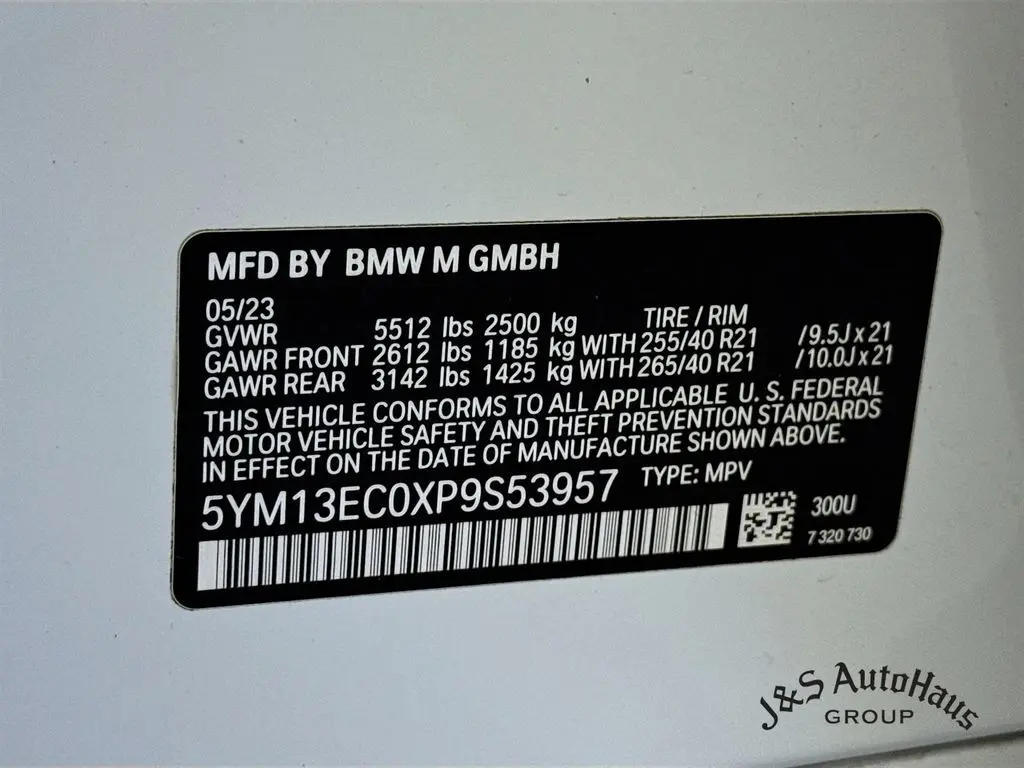 MFD BY BMW M GMBH
05/23
GVWR 5512 lbs 2500 kg TIRE / RIM
GAWR FRONT 2612 lbs 1185 kg WITH 255/40 R21 /9.5J x 21
GAWR REAR 3142 lbs 1425 kg WITH 265/40 R21 /10.0J x 21
THIS VEHICLE CONFORMS TO ALL APPLICABLE U. S. FEDERAL
MOTOR VEHICLE SAFETY AND THEFT PREVENTION STANDARDS
IN EFFECT ON THE DATE OF MANUFACTURE SHOWN ABOVE.
5YM13EC0XP9S53957 TYPE: MPV
300U
7 320 730
J&S AutoHaus
GROUP